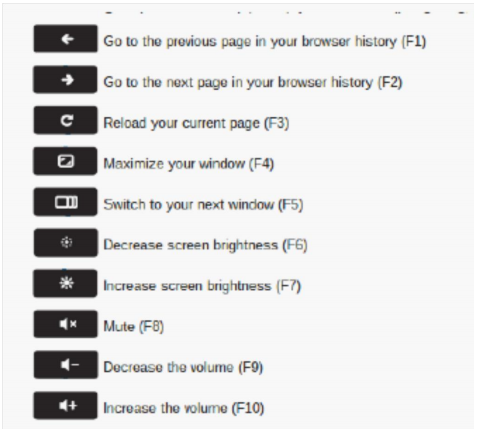 Go to the previous page in your browser history (F1)
Go to the next page in your browser history (F2)
Reload your current page (F3)
Maximize your window (F4)
Switch to your next window (F5)
Decrease screen brightness (F6)
Increase screen brightness (F7)
Mute (F8)
Decrease the volume (F9)
Increase the volume (F10)